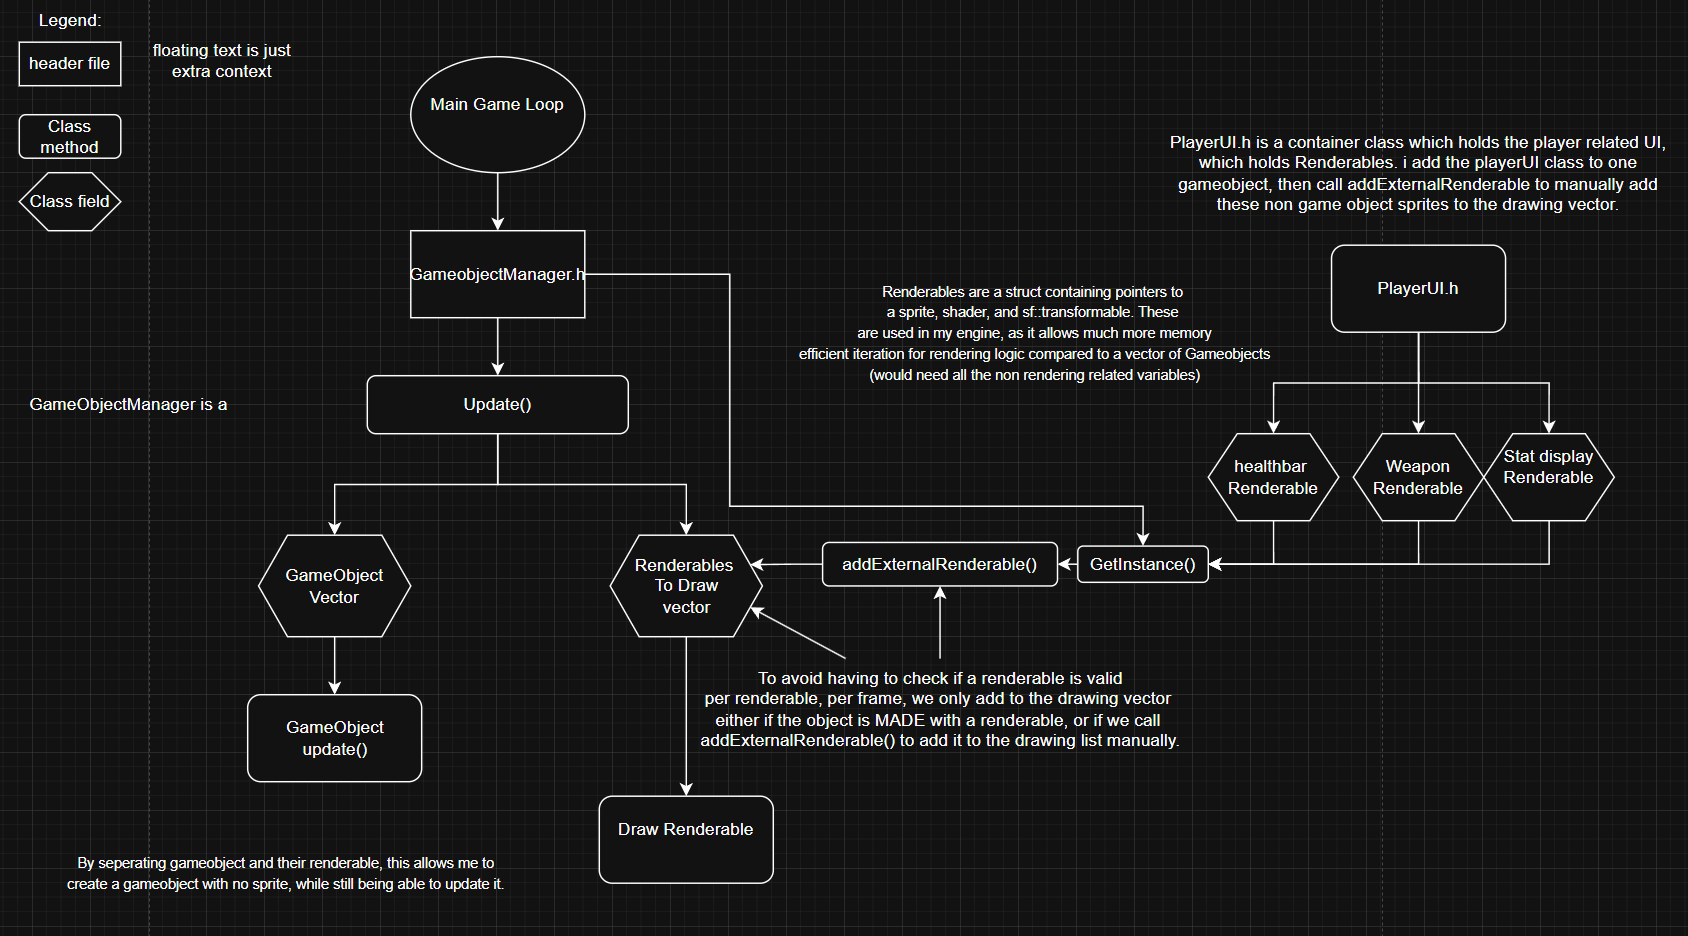 Legend:
header file
floating text is just
extra context
Class
method
Class field
Main Game Loop
GameobjectManager.h
Update()
GameObjectManager is a
GameObject
Vector
GameObject
update()
By seperating gameobject and their renderable, this allows me to
create a gameobject with no sprite, while still being able to update it.
Renderables
To Draw
vector
Draw Renderable
addExternalRenderable()
GetInstance()
To avoid having to check if a renderable is valid
per renderable, per frame, we only add to the drawing vector
either if the object is MADE with a renderable, or if we call
addExternalRenderable() to add it to the drawing list manually.
Renderables are a struct containing pointers to
a sprite, shader, and sf::transformable. These
are used in my engine, as it allows much more memory
efficient iteration for rendering logic compared to a vector of Gameobjects
(would need all the non rendering related variables)
PlayerUI.h is a container class which holds the player related UI,
which holds Renderables. i add the playerUI class to one
gameobject, then call addExternalRenderable to manually add
these non game object sprites to the drawing vector.
PlayerUI.h
healthbar
Renderable
Weapon
Renderable
Stat display
Renderable